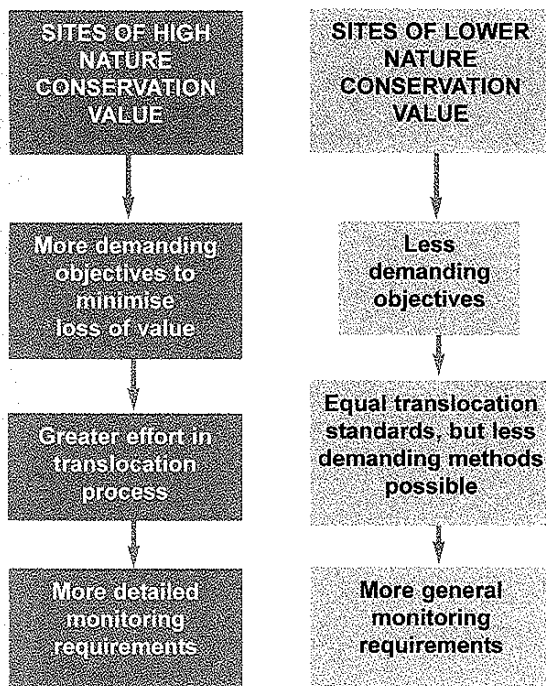 SITES OF HIGH
NATURE
CONSERVATION
VALUE
More demanding
objectives to
minimise
loss of value
Greater effort in
translocation
process
More detailed
monitoring
requirements
SITES OF LOWER
NATURE
CONSERVATION
VALUE
Less
demanding
objectives
Equal translocation
standards, but less
demanding methods
possible
More general
monitoring
requirements